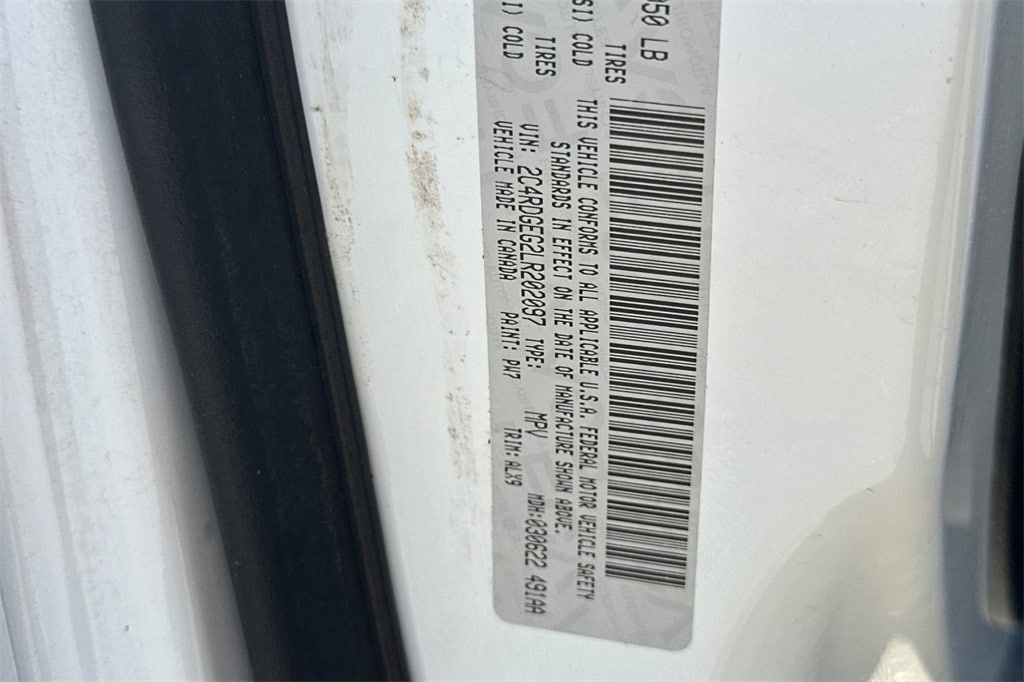 950 LB
TIRES
SI) COLD
TIRES
I) COLD
THIS VEHICLE CONFORMS TO ALL APPLICABLE U.S.A. FEDERAL MOTOR VEHICLE SAFETY
STANDARDS IN EFFECT ON THE DATE OF MANUFACTURE SHOWN ABOVE.
VIN: 2C4RDGEG2LR202097 TYPE: MPV MDH:030622 491AA
VEHICLE MADE IN CANADA PAINT: PW7 TRIM:ALX9